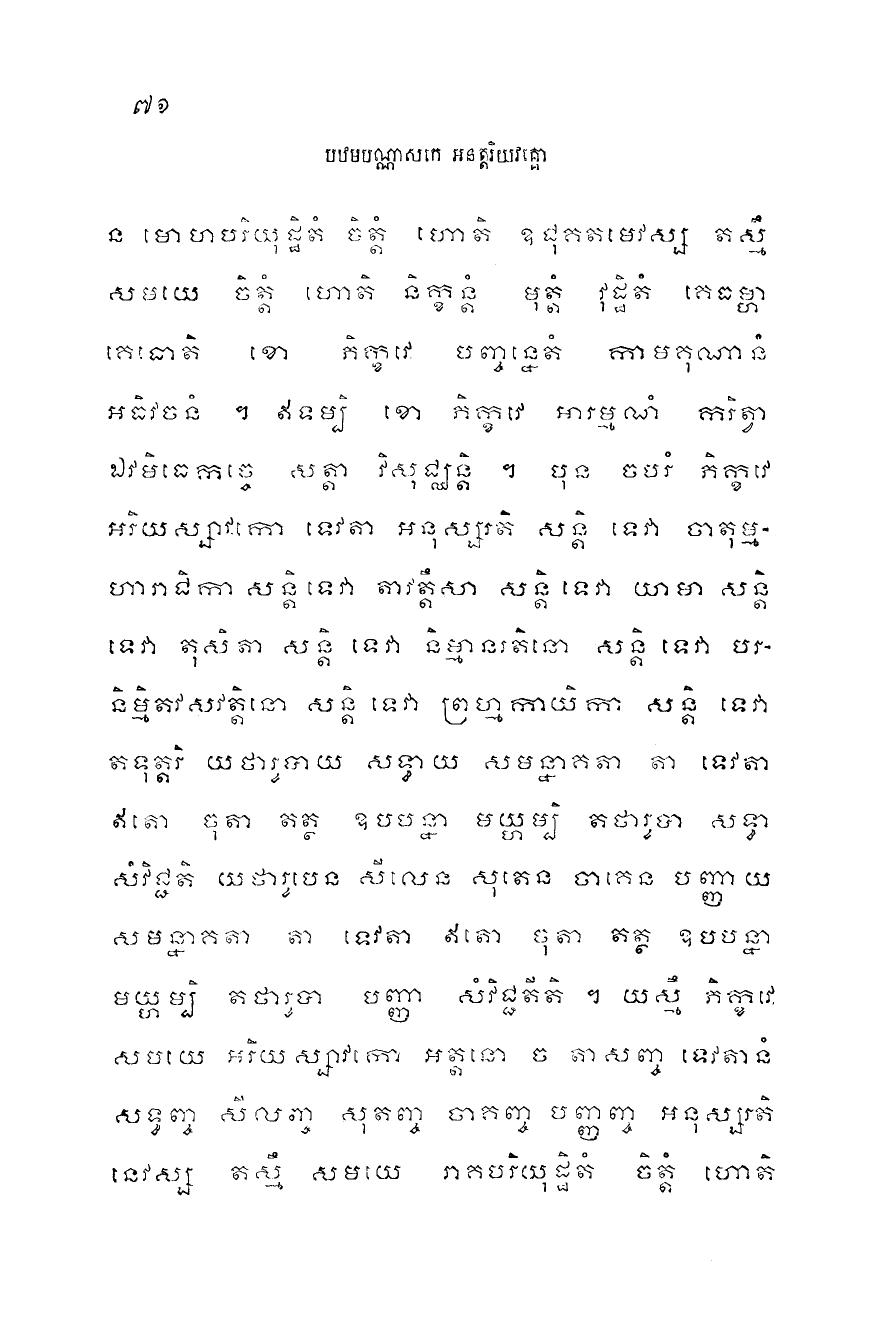 ៧១
បឋមបណ្ណាសកេ អនត្តរិយវគ្គោ
ន មោហបរិយុដ្ឋិតំ ចិត្តំ ហោតិ ឧជុកតមេវស្ស តស្មឹ
សមយេ ចិត្តំ ហោតិ និក្ខន្តំ មុត្តំ វុដ្ឋិតំ គេធម្ហា
គេធោតិ ខោ ភិក្ខវេ បញ្ចន្នេតំ កាមគុណានំ
អធិវចនំ ។ ឥទម្បិ ខោ ភិក្ខវេ អារម្មណំ ករិត្វា
ឯវមិធេកច្ចេ សត្តា វិសុជ្ឈន្តិ ។ បុន ចបរំ ភិក្ខវេ
អរិយស្សាវកោ ទេវតា អនុស្សរតិ សន្តិ ទេវា ចាតុម្ម-
ហារាជិកា សន្តិ ទេវា តាវត្តឹសា សន្តិ ទេវា យាមា សន្តិ
ទេវា តុសិតា សន្តិ ទេវា និម្មានរតិនោ សន្តិ ទេវា បរ-
និម្មិតវសវត្តិនោ សន្តិ ទេវា ព្រហ្មកាយិកា សន្តិ ទេវា
តទុត្តរិ យថារូបាយ សទ្ធាយ សមន្នាគតា តា ទេវតា
ឥតោ ចុតា តត្ថ ឧបបន្នា មយ្ហម្បិ តថារូបា សទ្ធា
សំវិជ្ជតិ យថារូបេន សីលេន សុតេន ចាគេន បញ្ញាយ
សមន្នាគតា តា ទេវតា ឥតោ ចុតា តត្ថ ឧបបន្នា
មយ្ហម្បិ តថារូបា បញ្ញា សំវិជ្ជតីតិ ។ យស្មឹ ភិក្ខវេ
សមយេ អរិយស្សាវកោ អត្តនោ ច តាសញ្ច ទេវតានំ
សទ្ធញ្ច សីលញ្ច សុតញ្ច ចាគញ្ច បញ្ញញ្ច អនុស្សរតិ
នេវស្ស តស្មឹ សមយេ រាគបរិយុដ្ឋិតំ ចិត្តំ ហោតិ